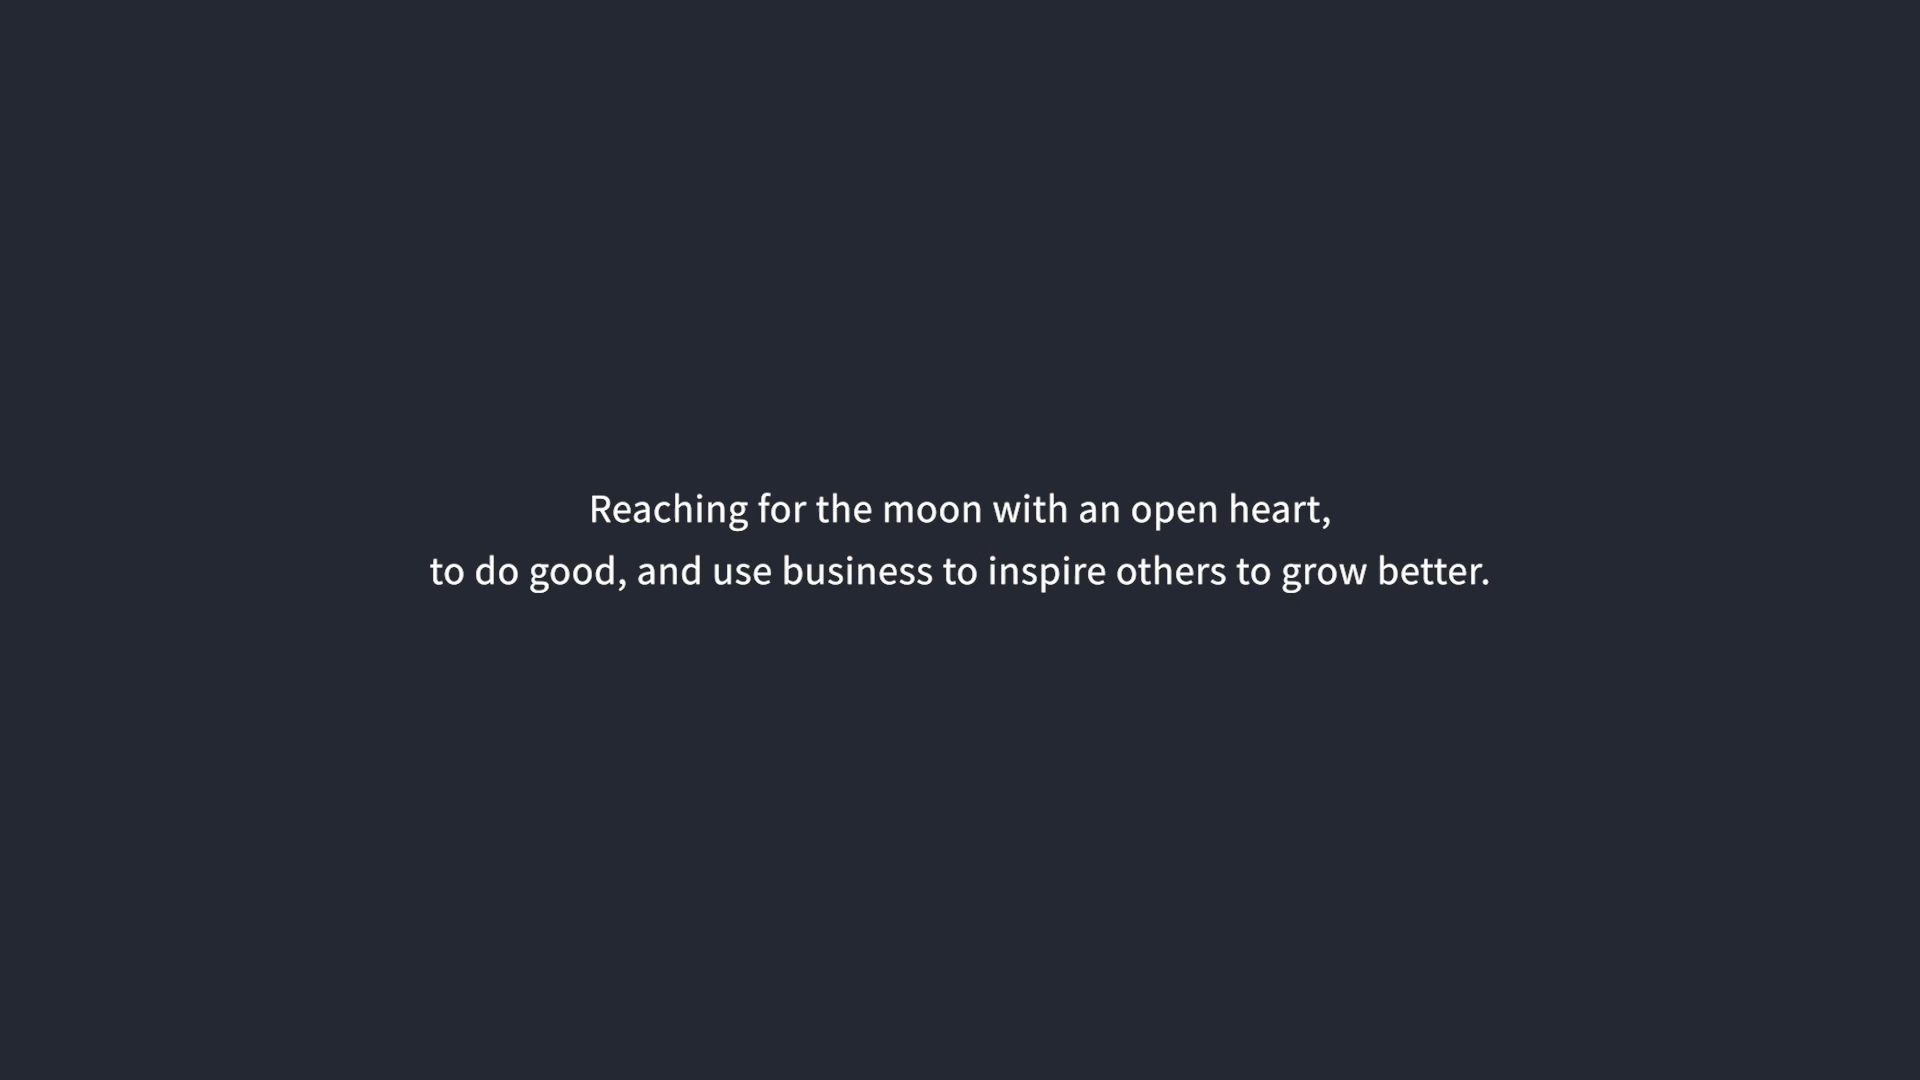 Reaching for the moon with an open heart,
to do good, and use business to inspire others to grow better.